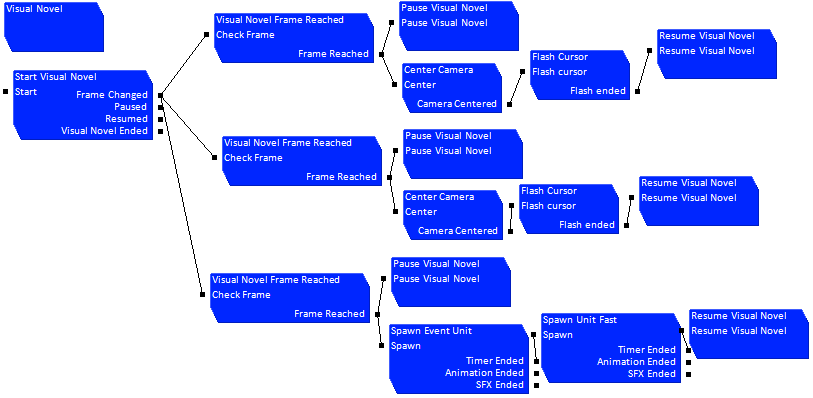 Visual Novel
Start Visual Novel
Start
Frame Changed
Paused
Resumed
Visual Novel Ended
Visual Novel Frame Reached
Check Frame
Frame Reached
Pause Visual Novel
Pause Visual Novel
Center Camera
Center
Camera Centered
Flash Cursor
Flash cursor
Flash ended
Resume Visual Novel
Resume Visual Novel
Visual Novel Frame Reached
Check Frame
Frame Reached
Pause Visual Novel
Pause Visual Novel
Center Camera
Center
Camera Centered
Flash Cursor
Flash cursor
Flash ended
Resume Visual Novel
Resume Visual Novel
Visual Novel Frame Reached
Check Frame
Frame Reached
Pause Visual Novel
Pause Visual Novel
Spawn Event Unit
Spawn
Timer Ended
Animation Ended
SFX Ended
Spawn Unit Fast
Spawn
Timer Ended
Animation Ended
SFX Ended
Resume Visual Novel
Resume Visual Novel